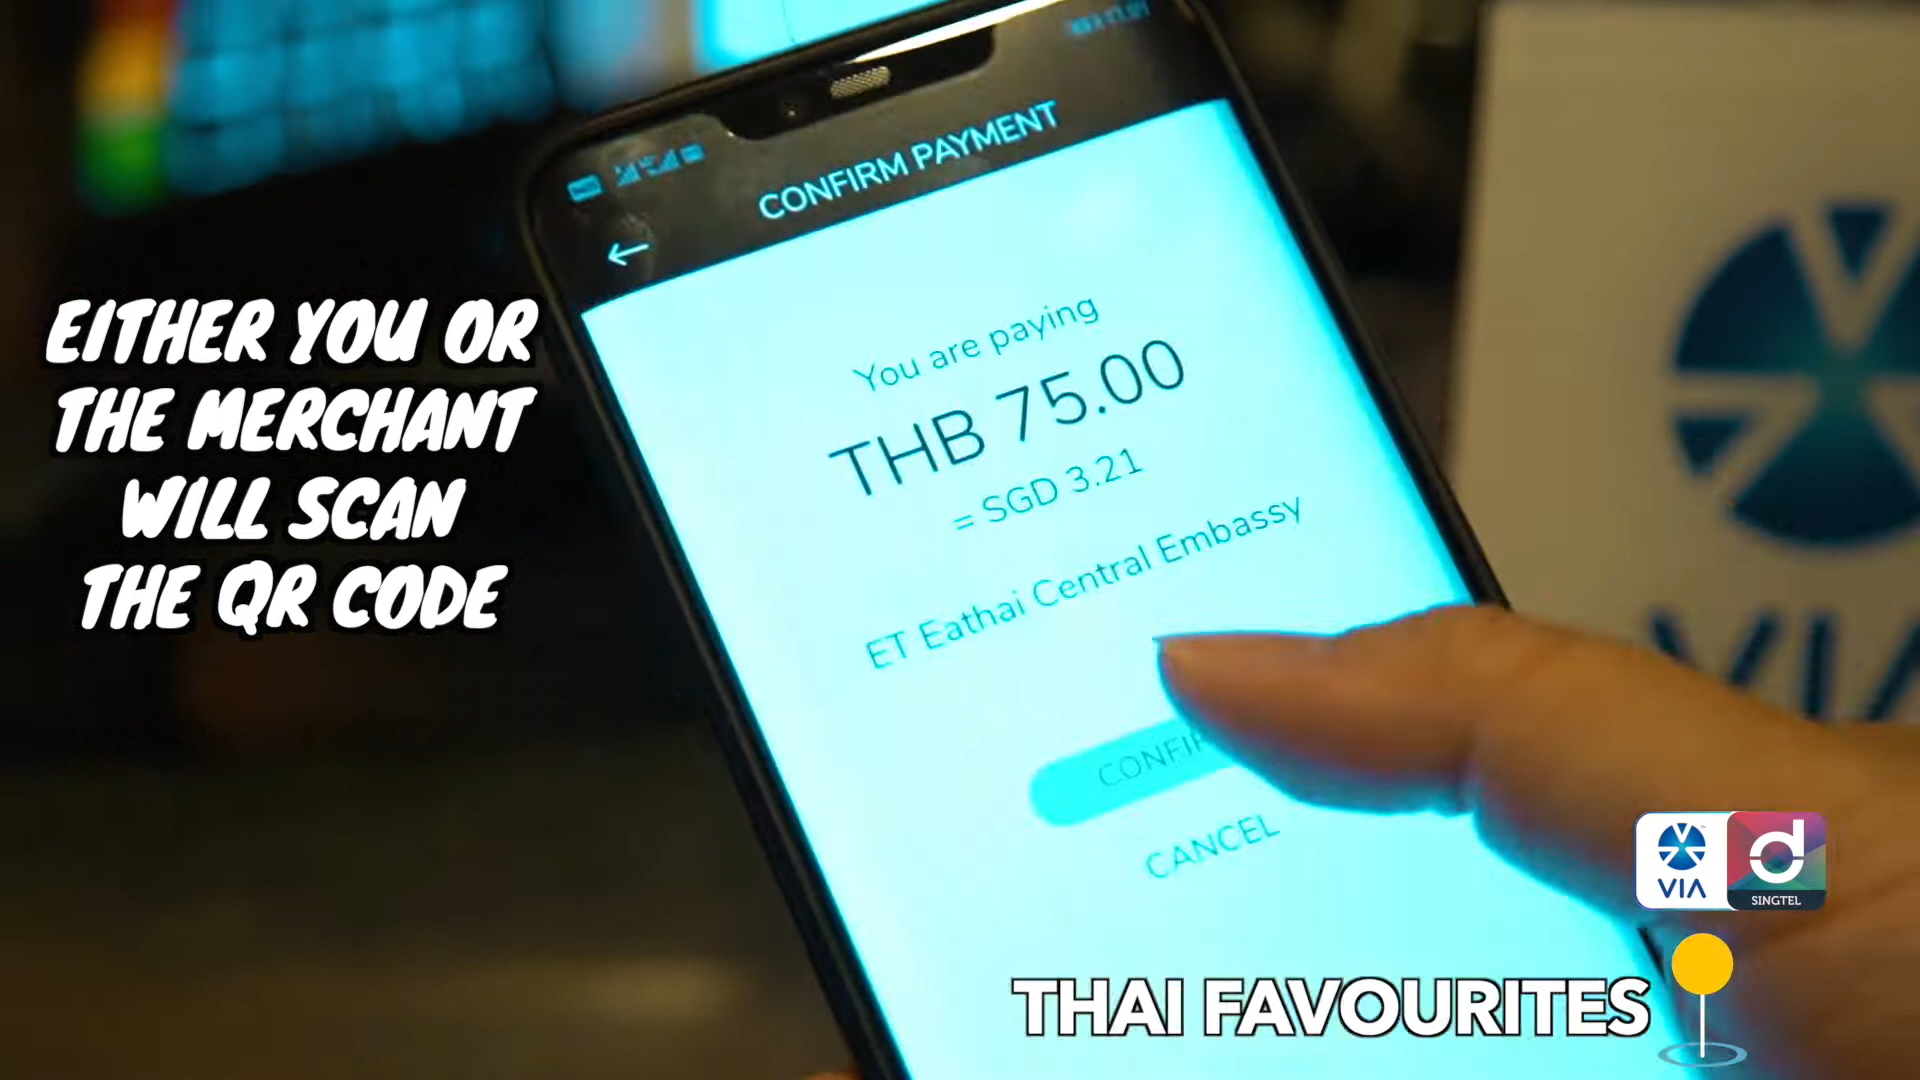 CONFIRM PAYMENT
You are paying
THB 75.00
= SGD 3.21
ET Eathai Central Embassy
CANCEL
EITHER YOU OR
THE MERCHANT
WILL SCAN
THE QR CODE
VIA
SINGTEL
THAI FAVOURITES